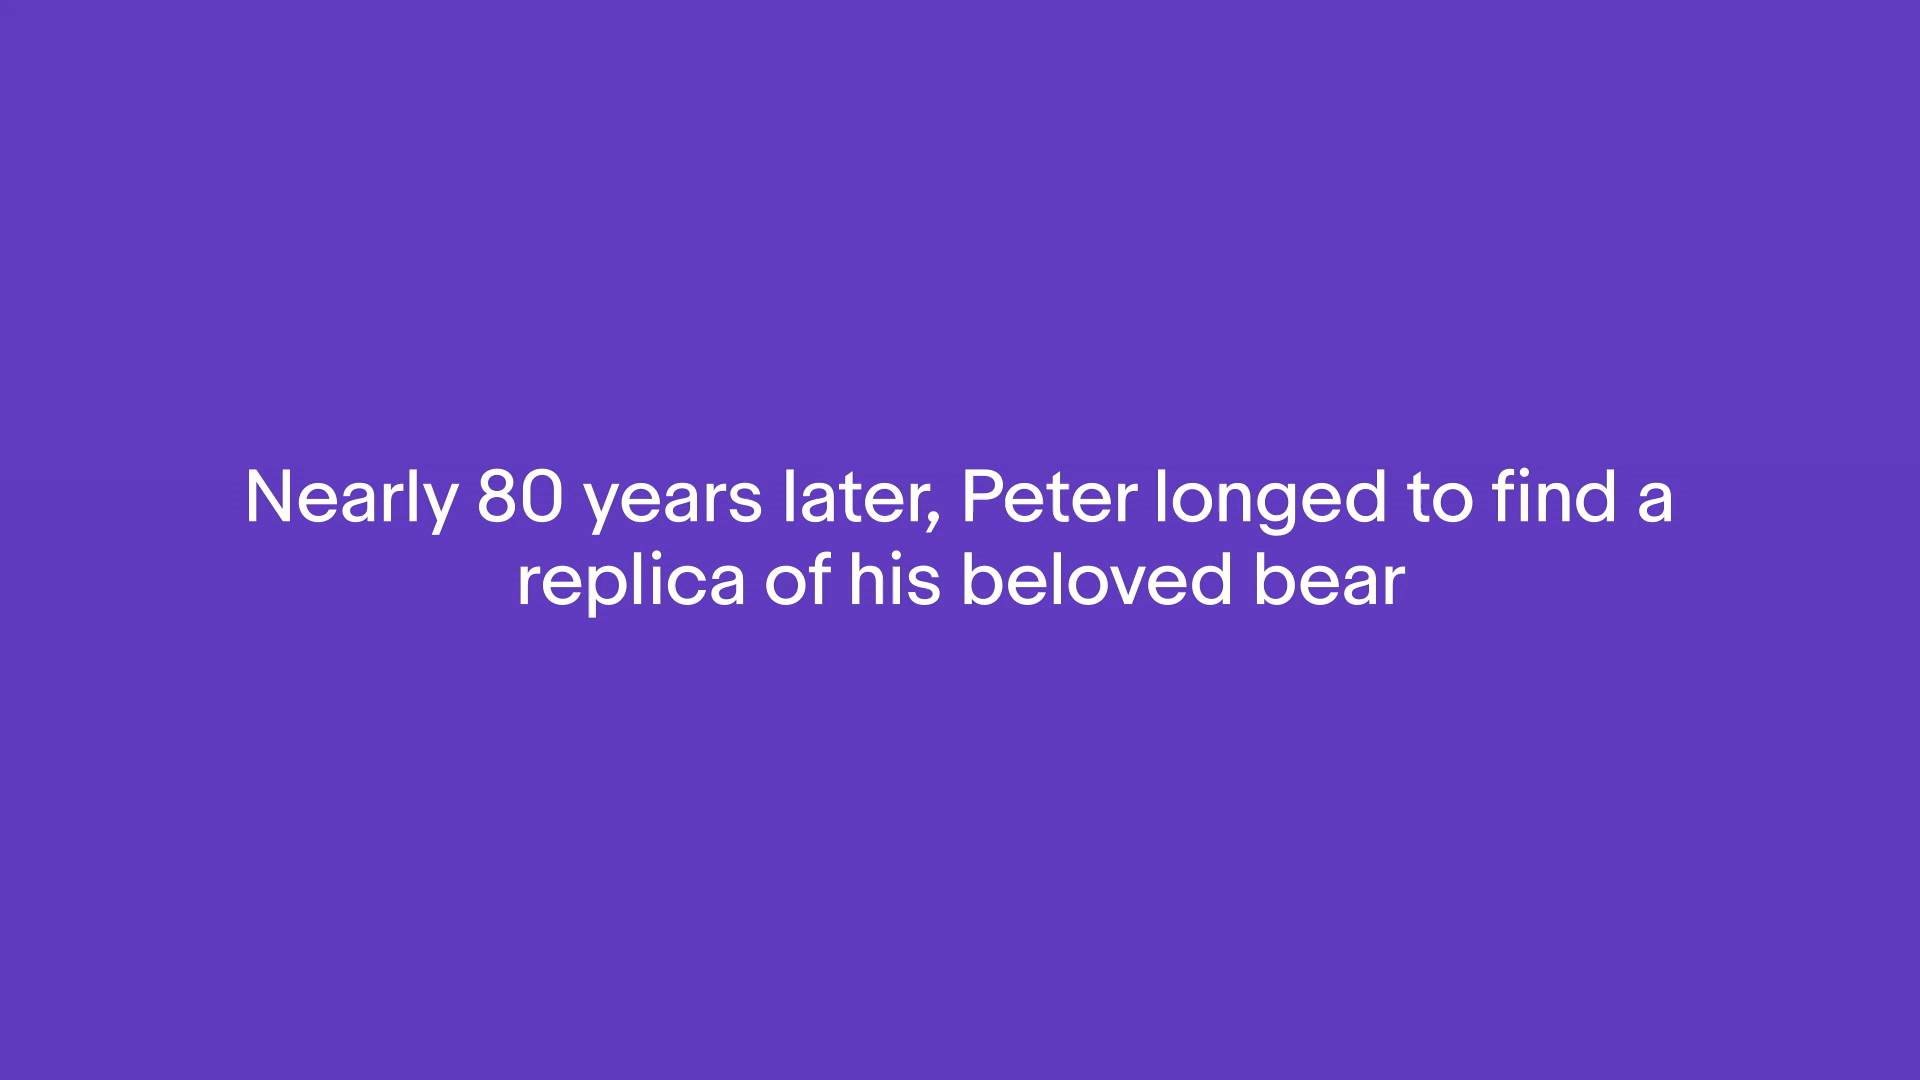 Nearly 80 years later, Peter longed to find a
replica of his beloved bear